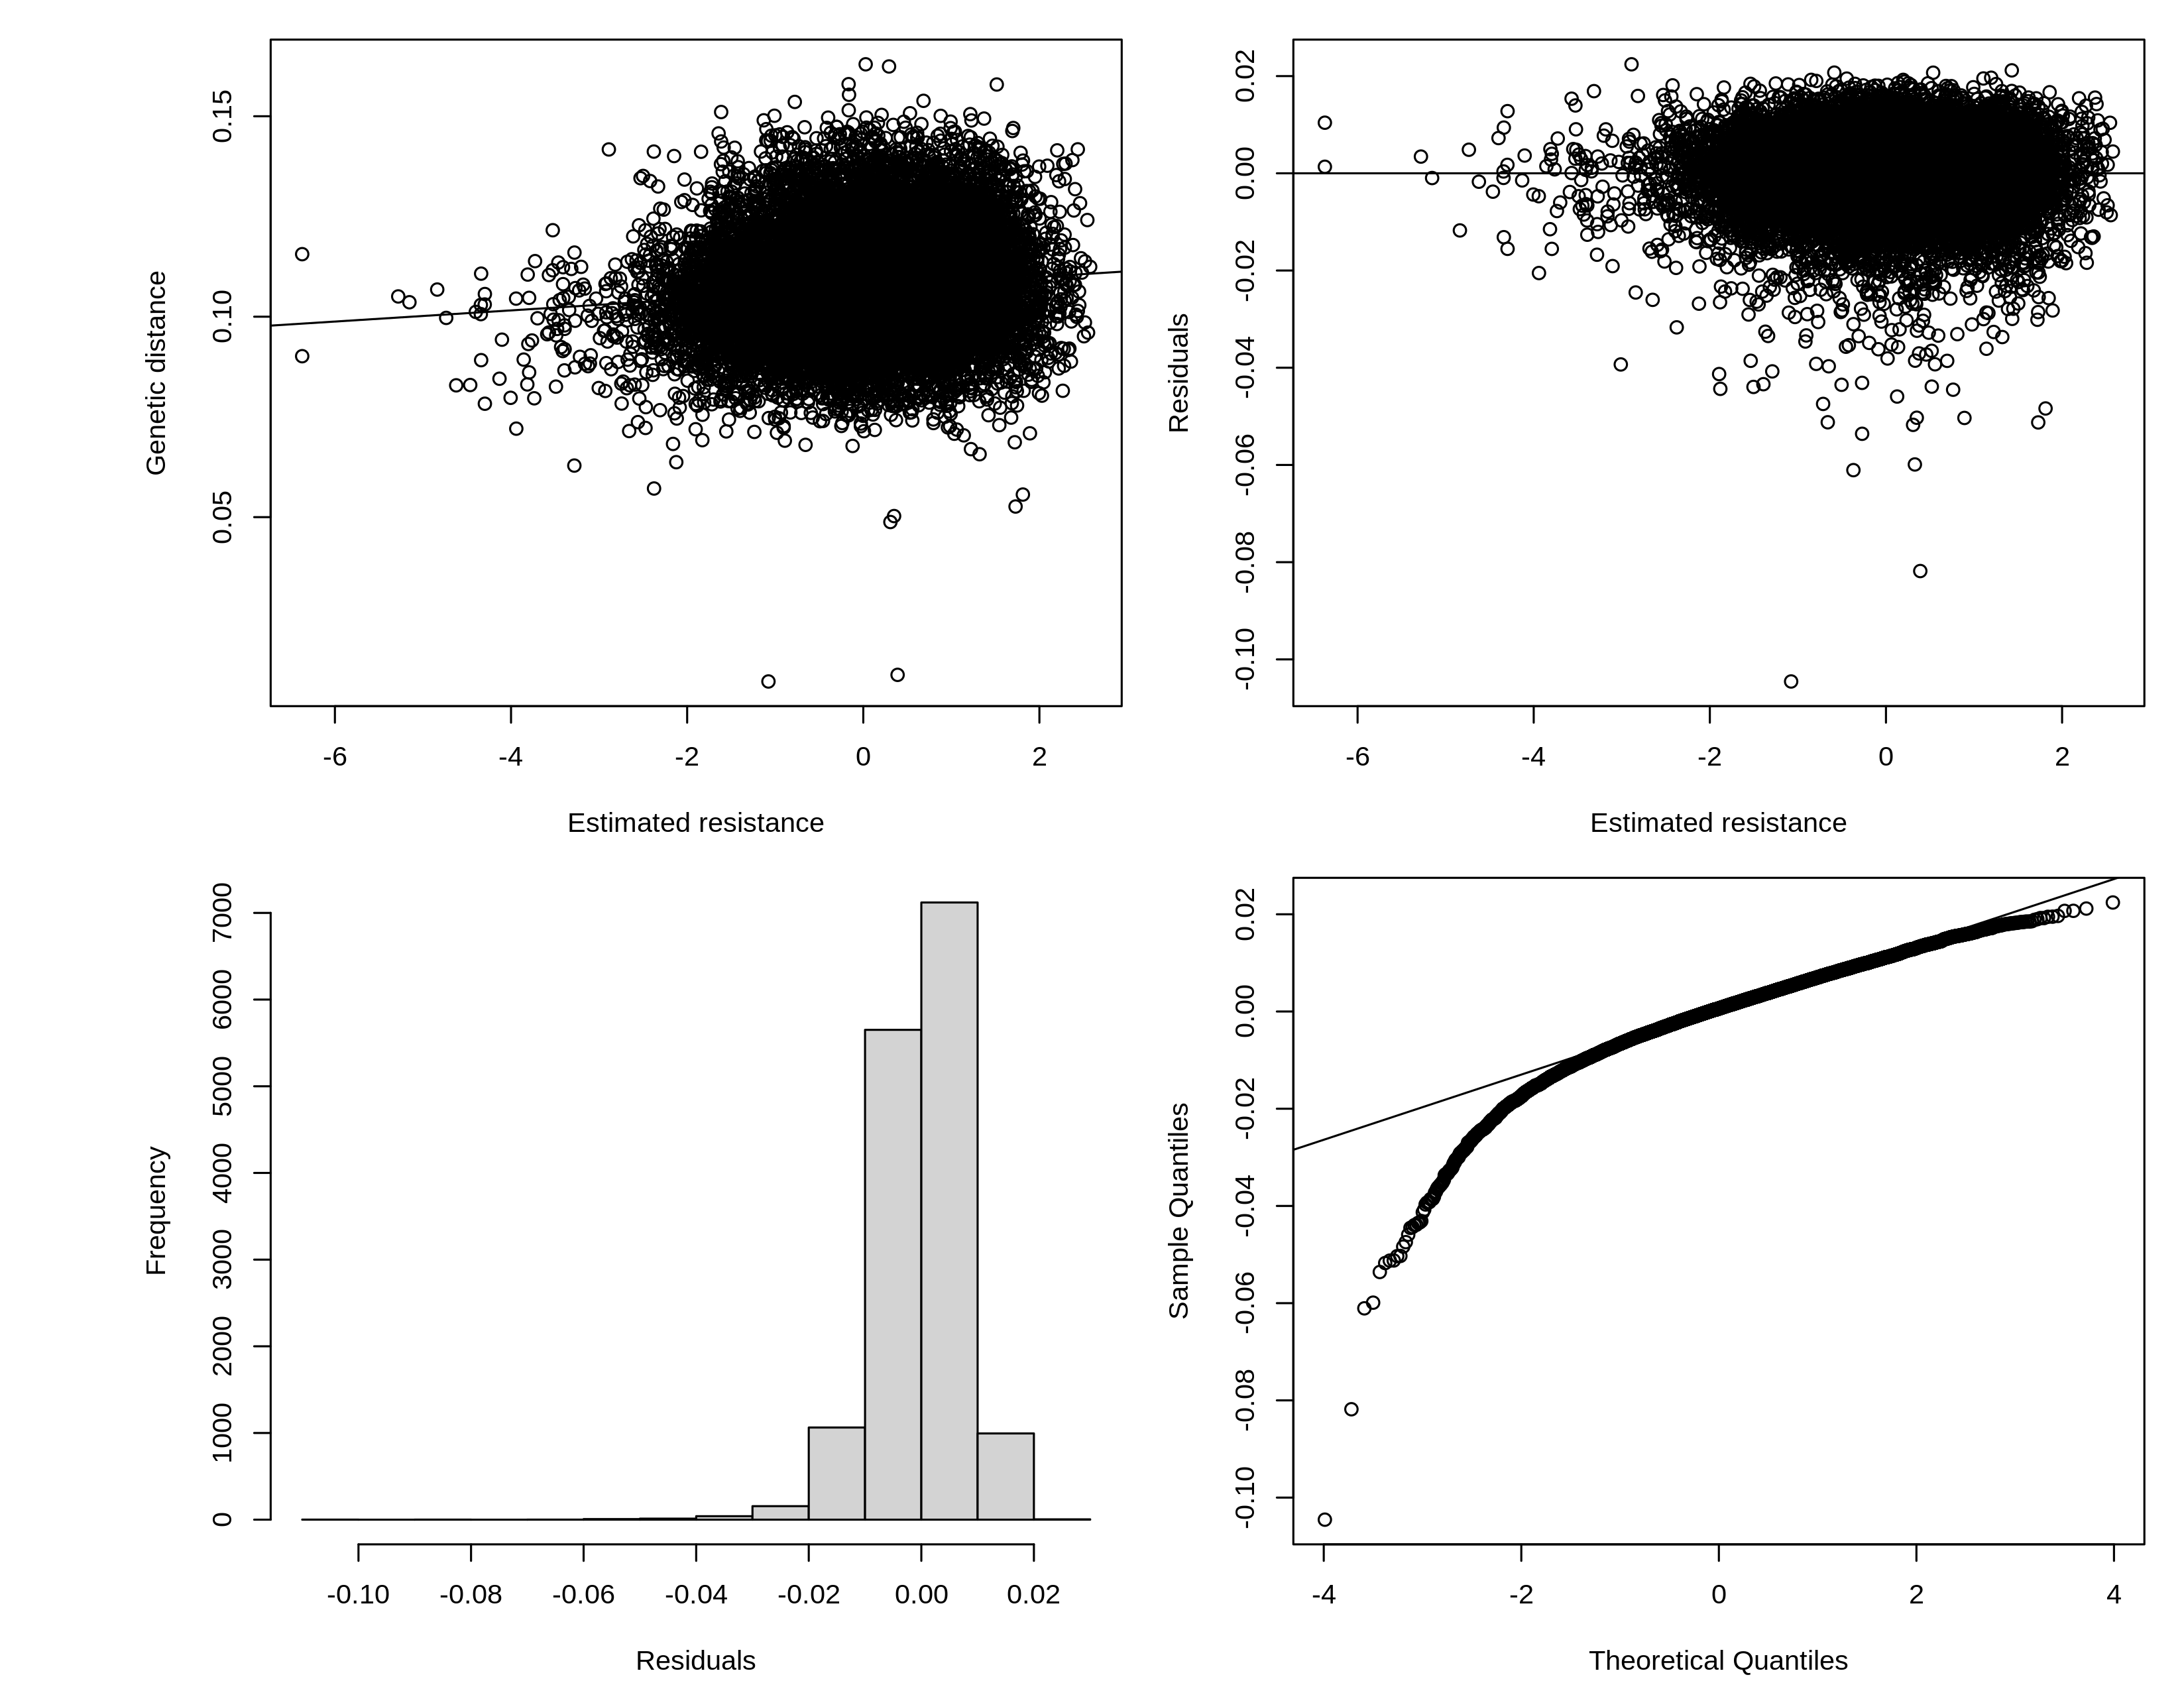 Genetic distance
0.15
0.10
0.05
-6 -4 -2 0 2
Estimated resistance
Residuals
0.02
0.00
-0.02
-0.04
-0.06
-0.08
-0.10
-6 -4 -2 0 2
Estimated resistance
Frequency
7000
6000
5000
4000
3000
2000
1000
0
-0.10 -0.08 -0.06 -0.04 -0.02 0.00 0.02
Residuals
Sample Quantiles
0.02
0.00
-0.02
-0.04
-0.06
-0.08
-0.10
-4 -2 0 2 4
Theoretical Quantiles